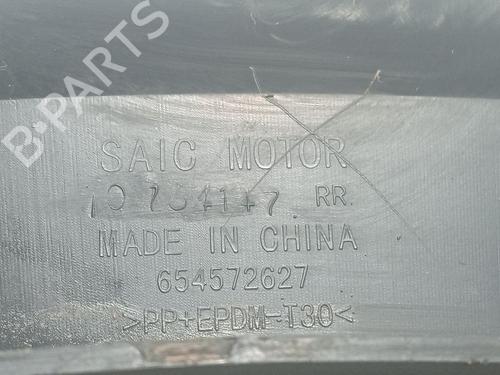 B-PARTS
SAIC MOTOR
RR.
MADE IN CHINA
654572627
>PP+EPDM-T30<